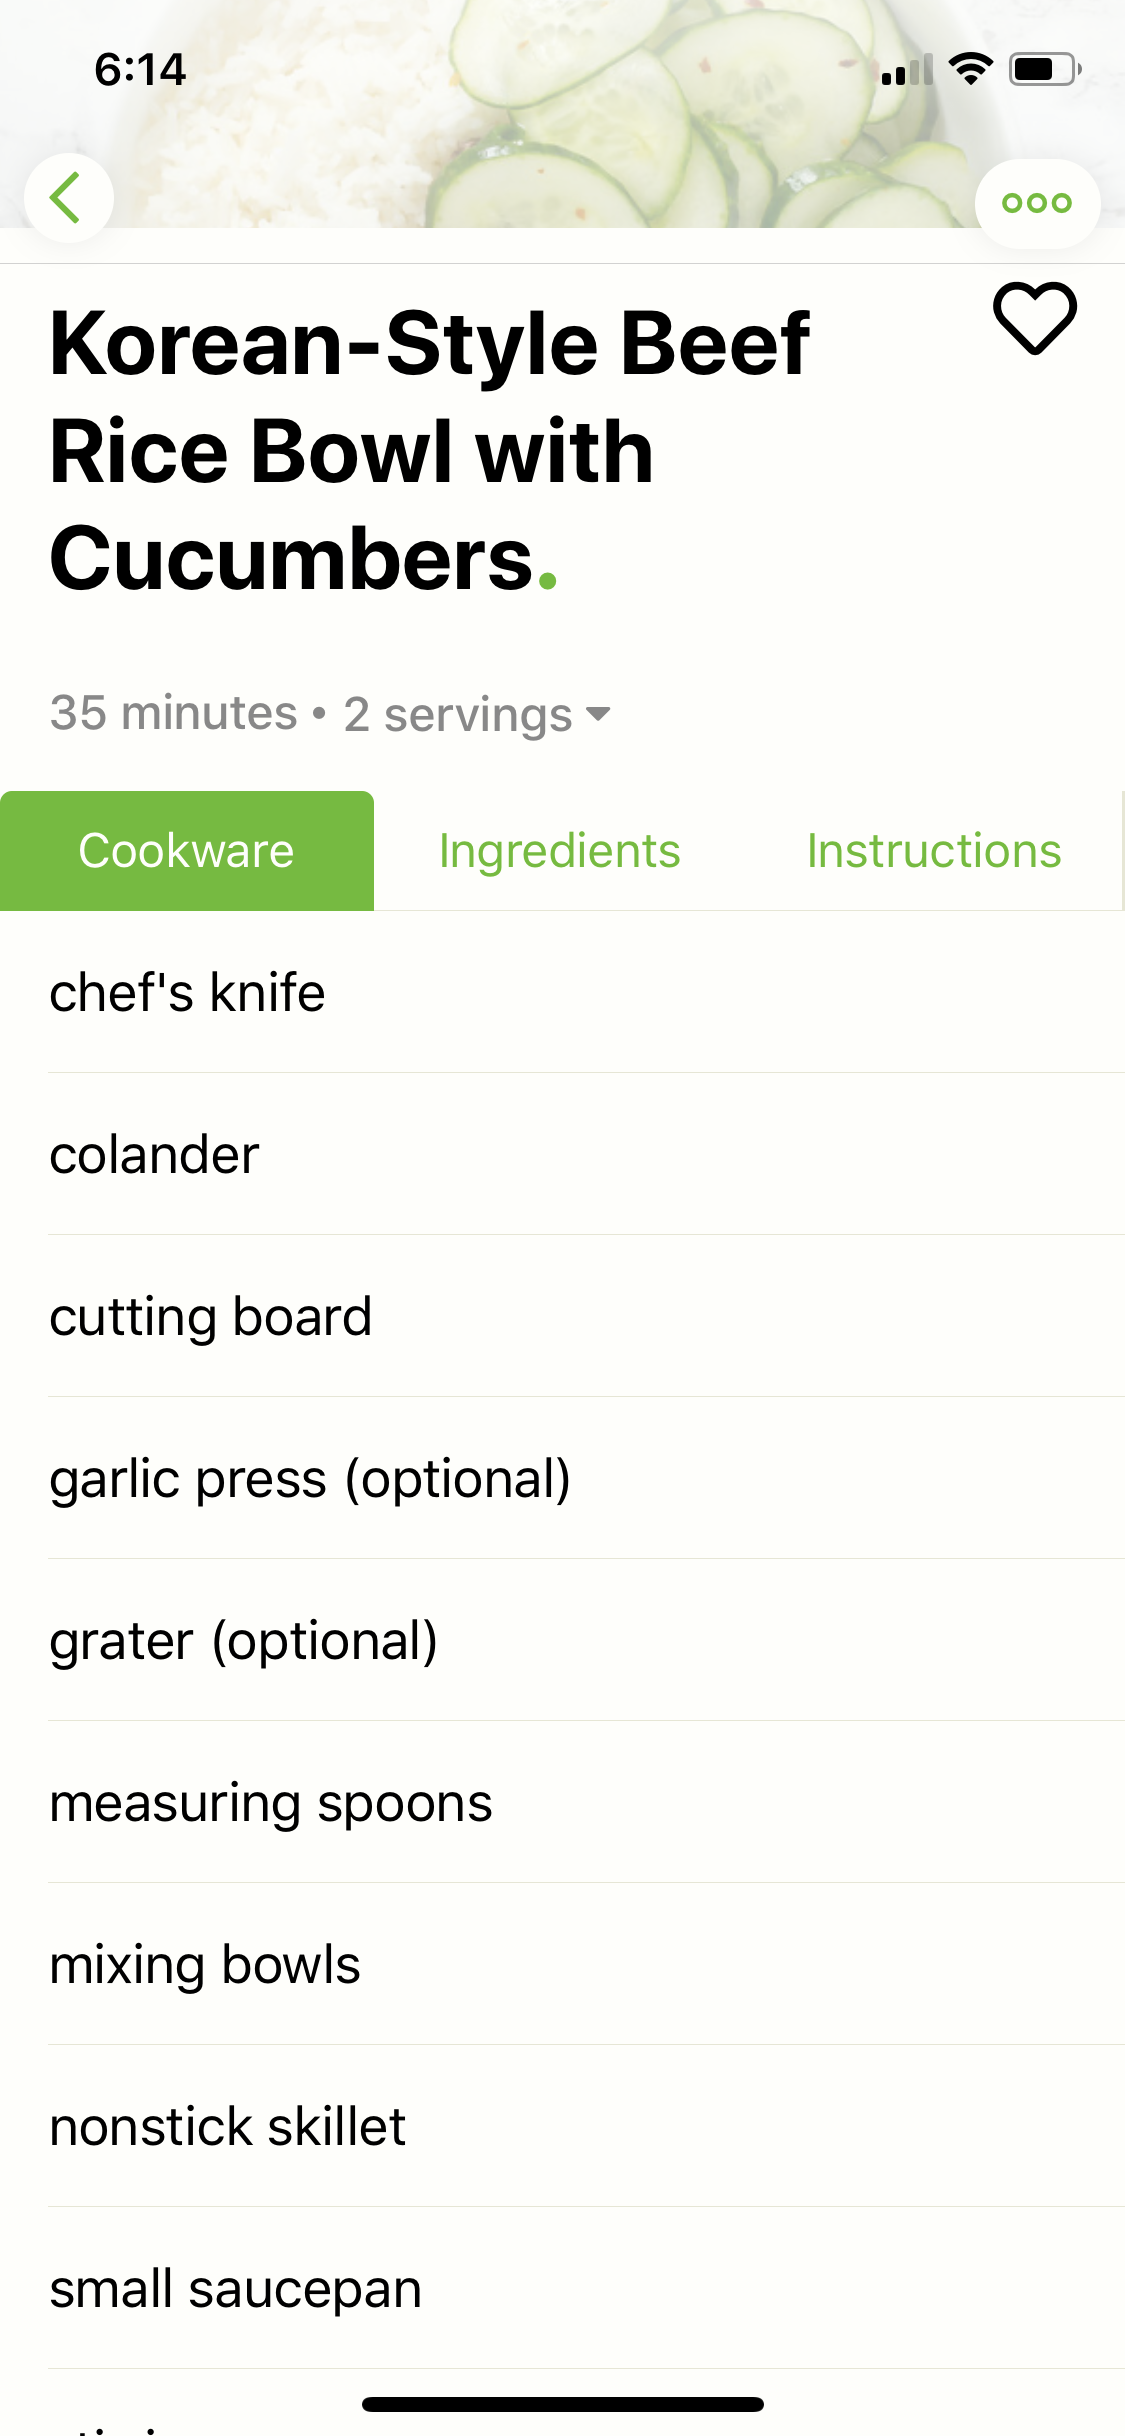 6:14
Korean-Style Beef
Rice Bowl with
Cucumbers.
35 minutes • 2 servings
Cookware Ingredients Instructions
chef's knife
colander
cutting board
garlic press (optional)
grater (optional)
measuring spoons
mixing bowls
nonstick skillet
small saucepan